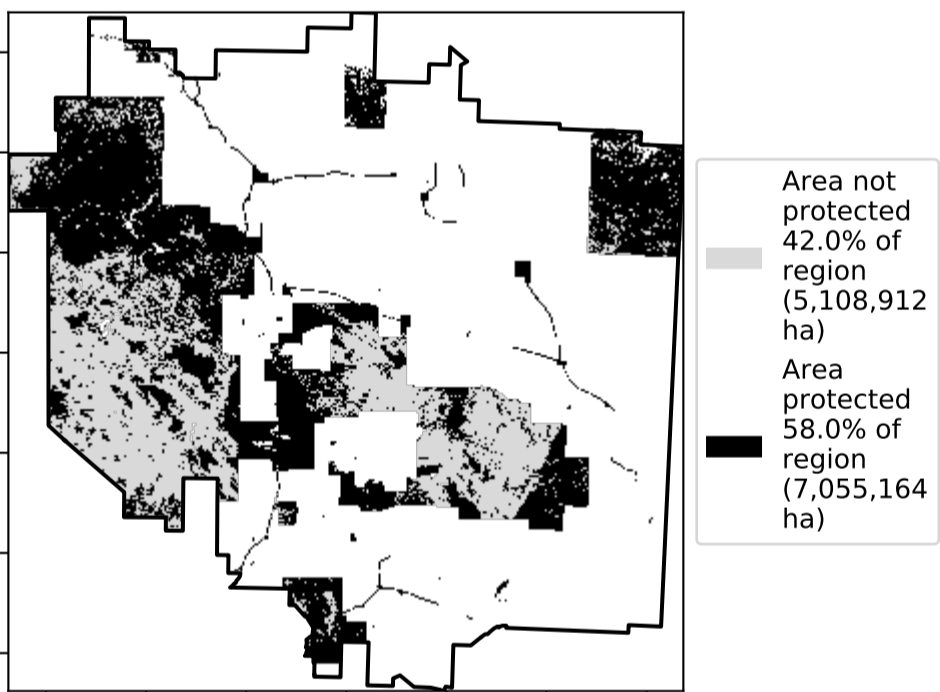 Area not
protected
42.0% of
region
(5,108,912
ha)
Area
protected
58.0% of
region
(7,055,164
ha)